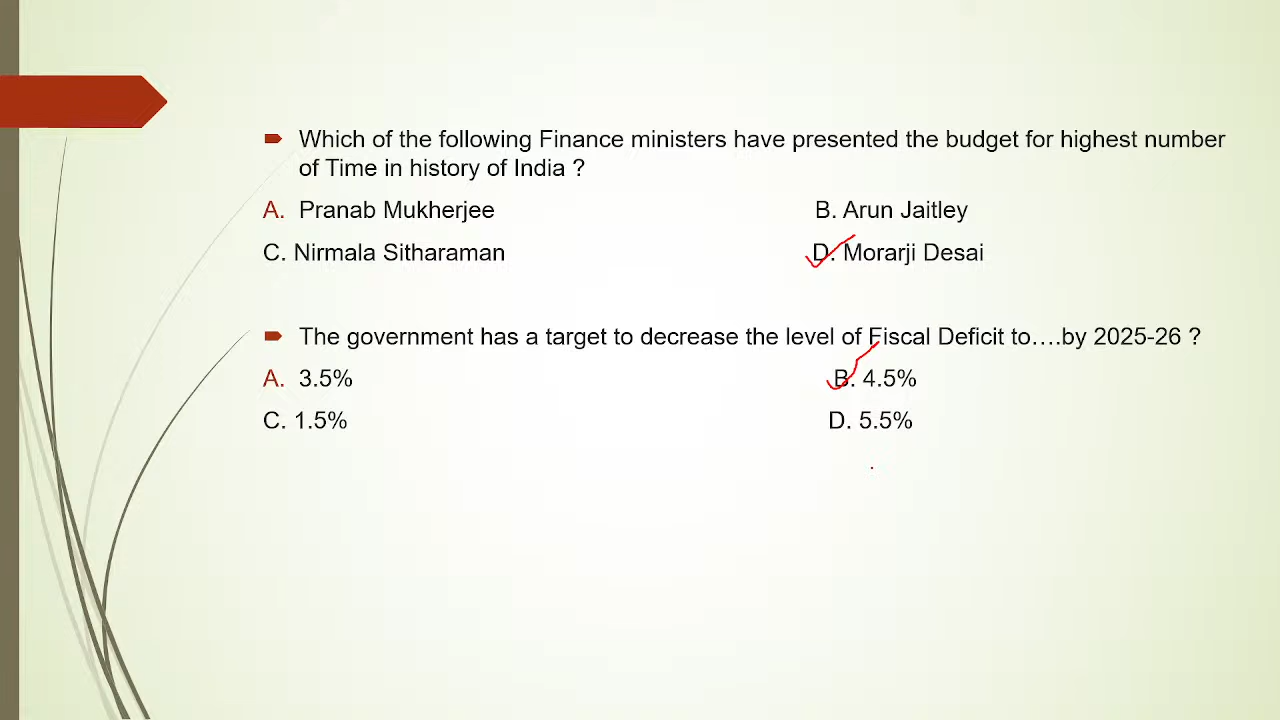 Which of the following Finance ministers have presented the budget for highest number
of Time in history of India ?
A. Pranab Mukherjee B. Arun Jaitley
C. Nirmala Sitharaman D. Morarji Desai
The government has a target to decrease the level of Fiscal Deficit to….by 2025-26 ?
A. 3.5% B. 4.5%
C. 1.5% D. 5.5%